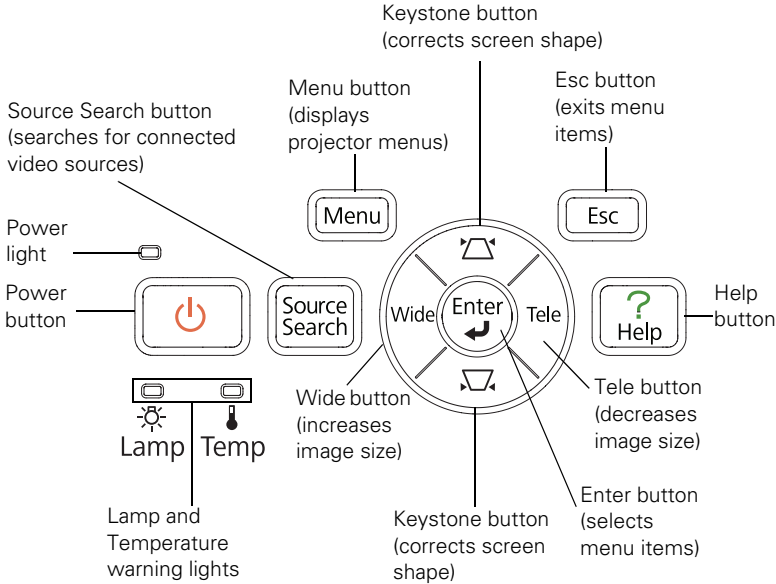 Keystone button
(corrects screen shape)
Menu button
(displays
projector menus)
Esc button
(exits menu
items)
Source Search button
(searches for connected
video sources)
Menu
Esc
Power
light
Power
button
Source
Search
Wide
Enter
Tele
?
Help
Help
button
Wide button
(increases
image size)
Tele button
(decreases
image size)
Lamp
Temp
Lamp and
Temperature
warning lights
Keystone button
(corrects screen
shape)
Enter button
(selects
menu items)